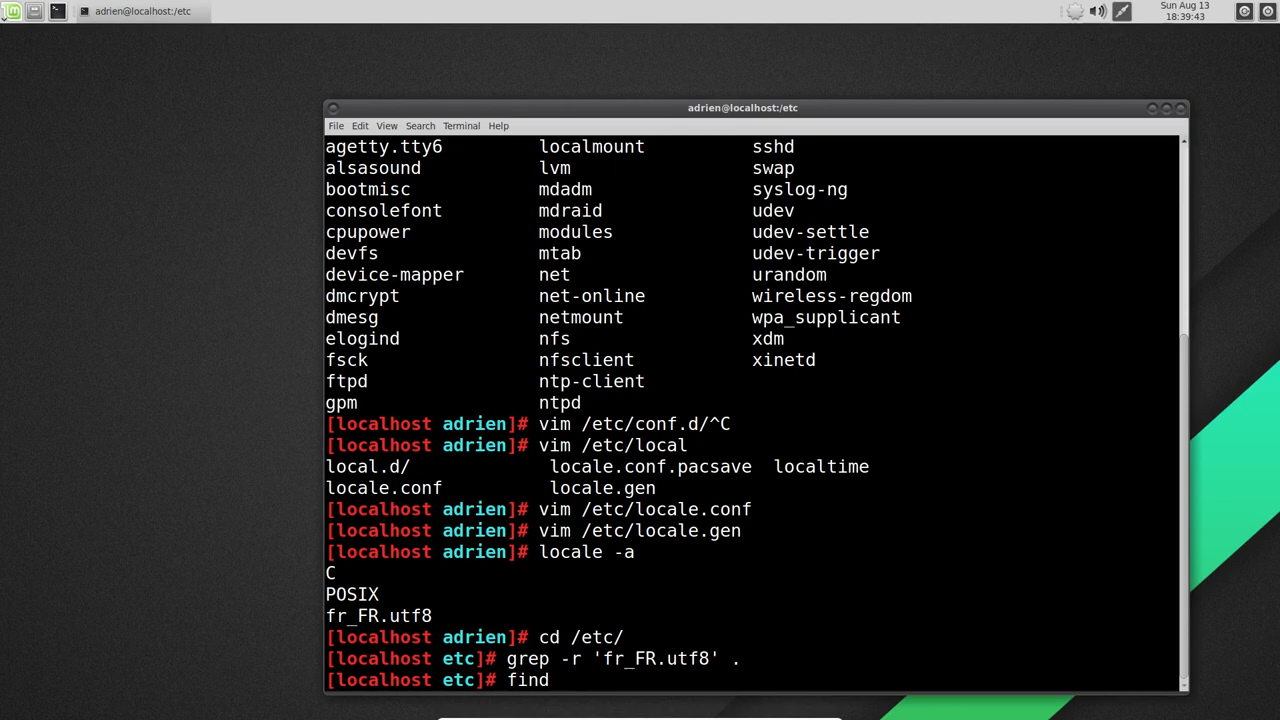 adrien@localhost:/etc
Sun Aug 13
18:39:43
adrien@localhost:/etc
File Edit View Search Terminal Help
agetty.tty6 localmount sshd
alsasound lvm swap
bootmisc mdadm syslog-ng
consolefont mdraid udev
cpupower modules udev-settle
devfs mtab udev-trigger
device-mapper net urandom
dmcrypt net-online wireless-regdom
dmesg netmount wpa_supplicant
elogind nfs xdm
fsck nfsclient xinetd
ftpd ntp-client
gpm ntpd
[localhost adrien]# vim /etc/conf.d/^C
[localhost adrien]# vim /etc/local
local.d/ locale.conf.pacsave localtime
locale.conf locale.gen
[localhost adrien]# vim /etc/locale.conf
[localhost adrien]# vim /etc/locale.gen
[localhost adrien]# locale -a
C
POSIX
fr_FR.utf8
[localhost adrien]# cd /etc/
[localhost etc]# grep -r 'fr_FR.utf8' .
[localhost etc]# find